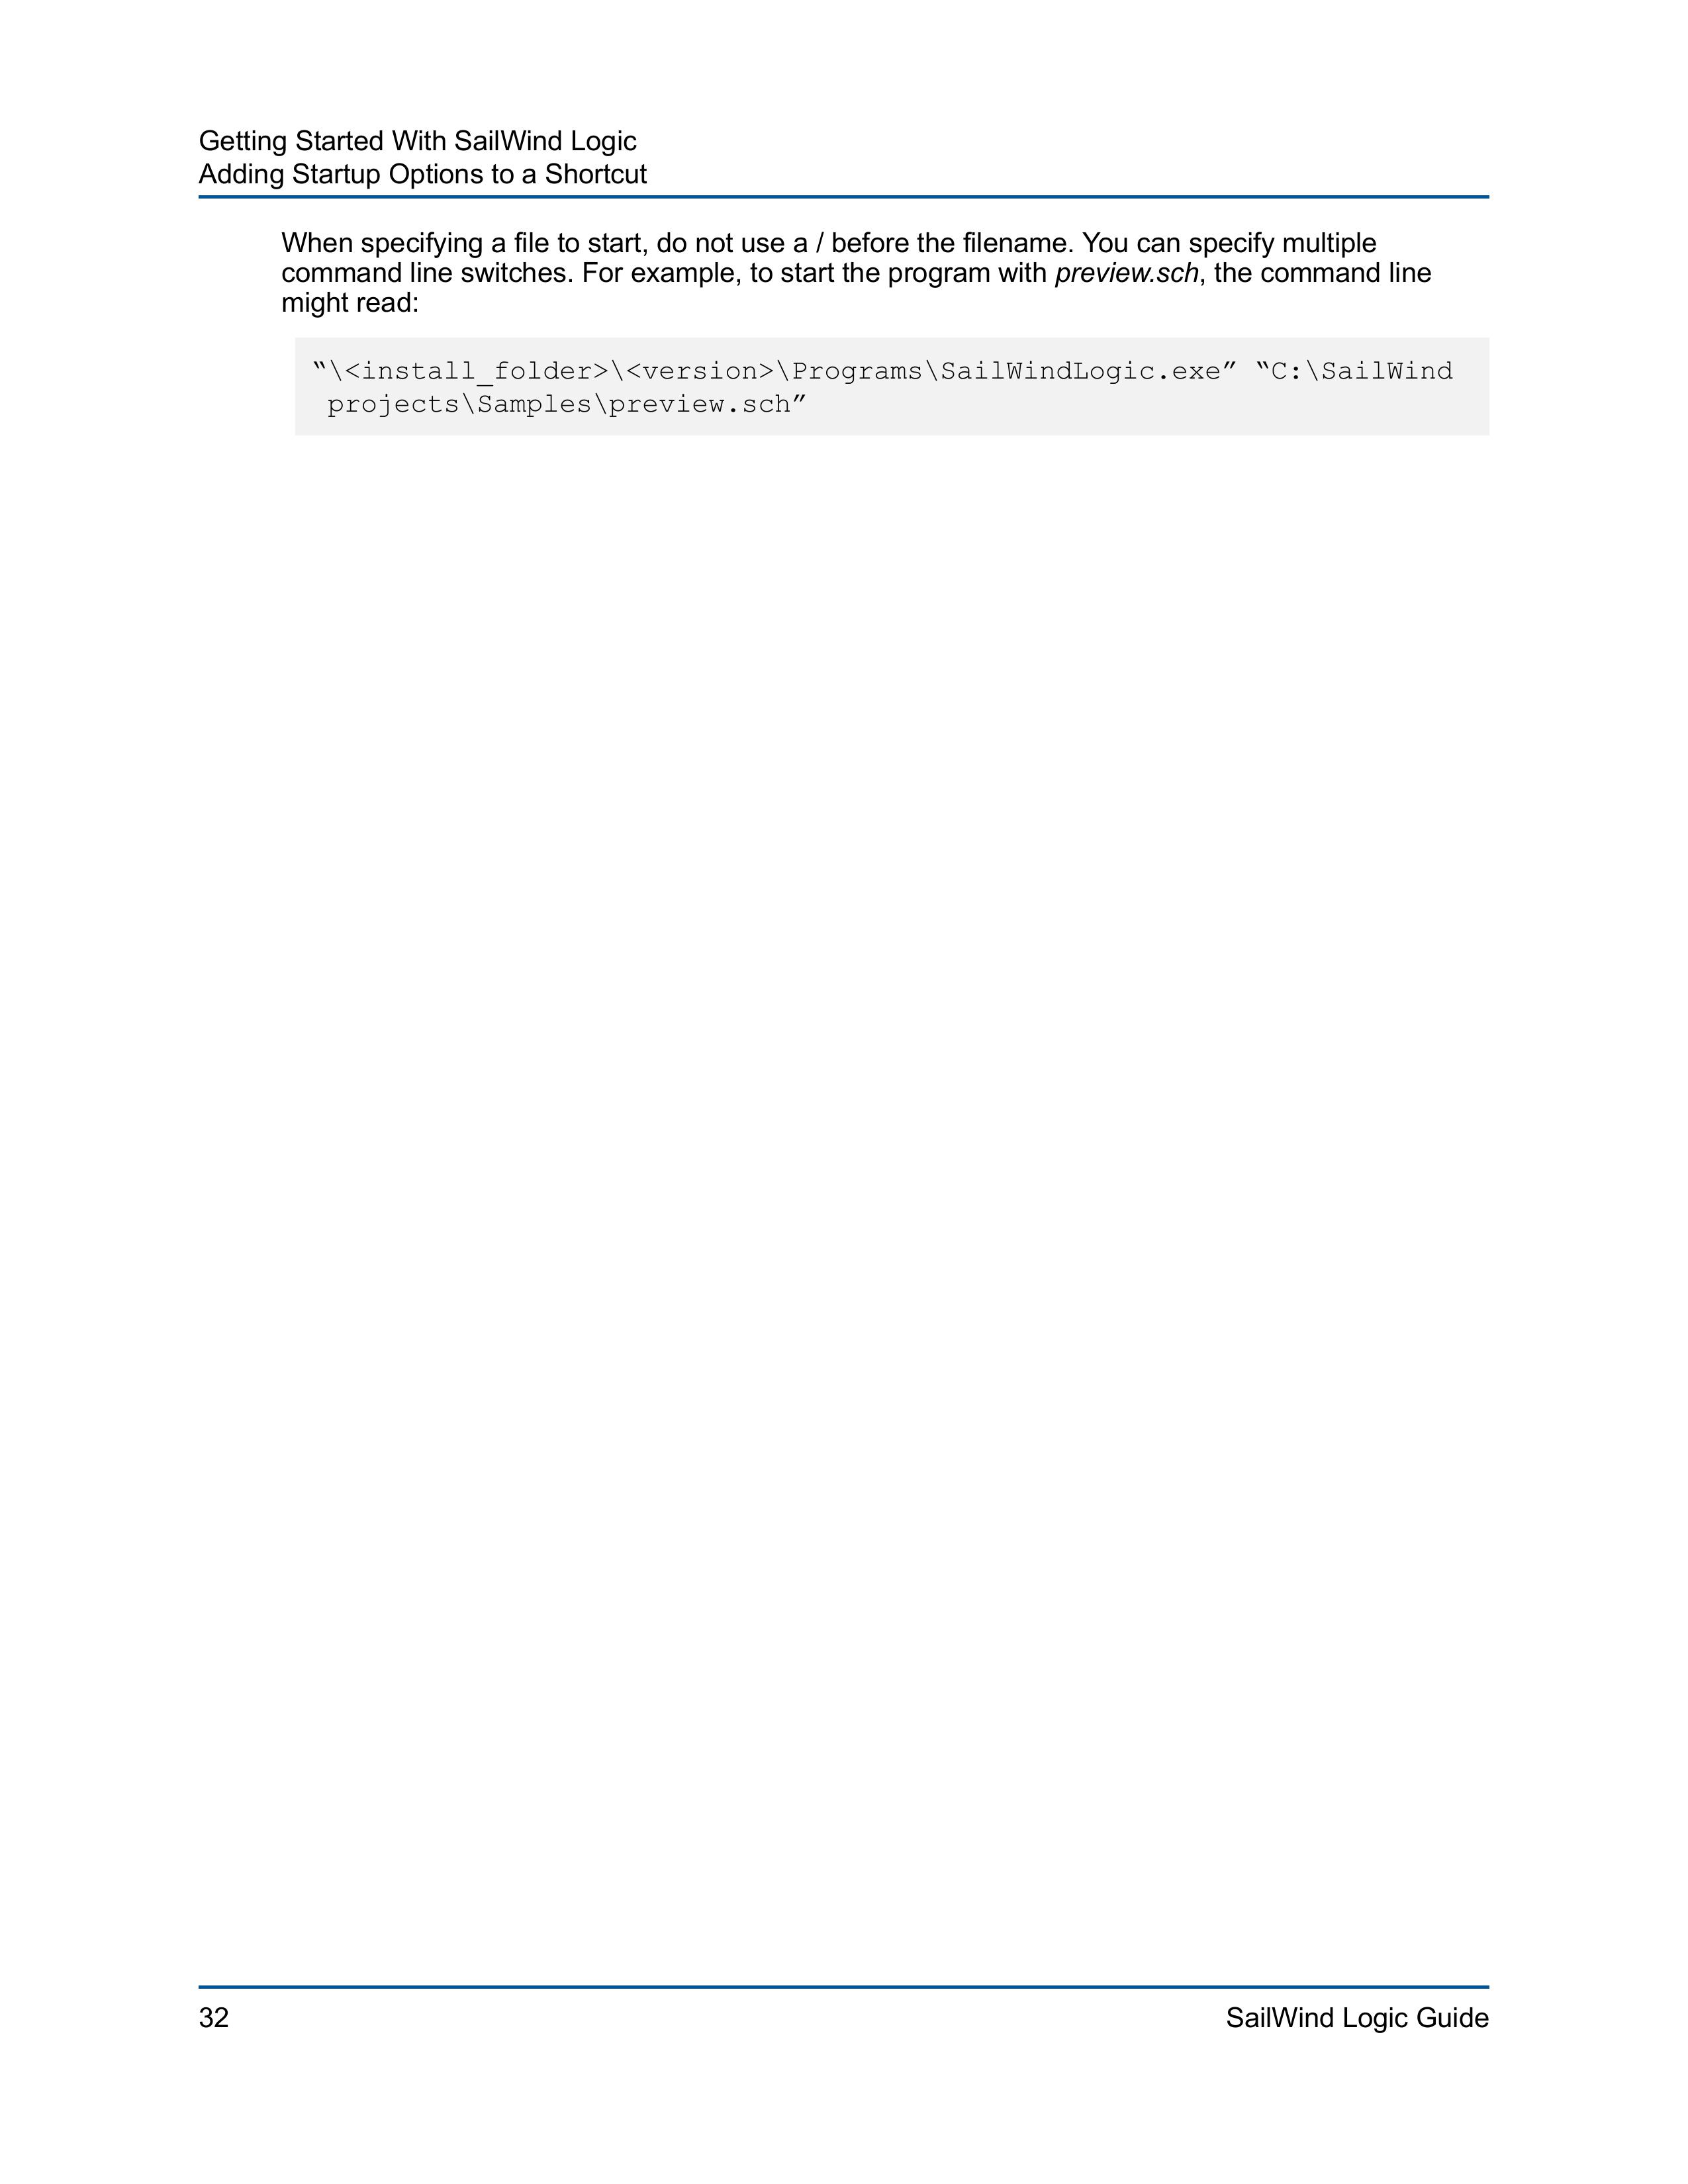 Getting Started With SailWind Logic
Adding Startup Options to a Shortcut
When specifying a file to start, do not use a / before the filename. You can specify multiple
command line switches. For example, to start the program with preview.sch, the command line
might read:
“\<install_folder>\<version>\Programs\SailWindLogic.exe” “C:\SailWind
projects\Samples\preview.sch”
32
SailWind Logic Guide